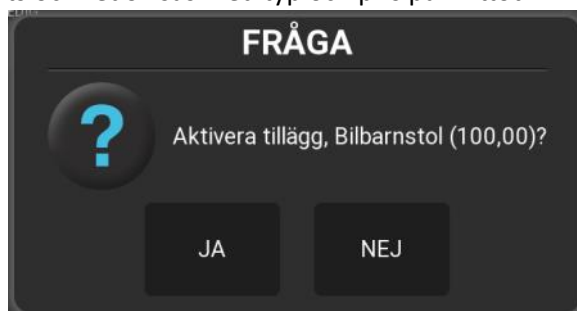 FRÅGA
?
Aktivera tillägg, Bilbarnstol (100,00)?
JA
NEJ